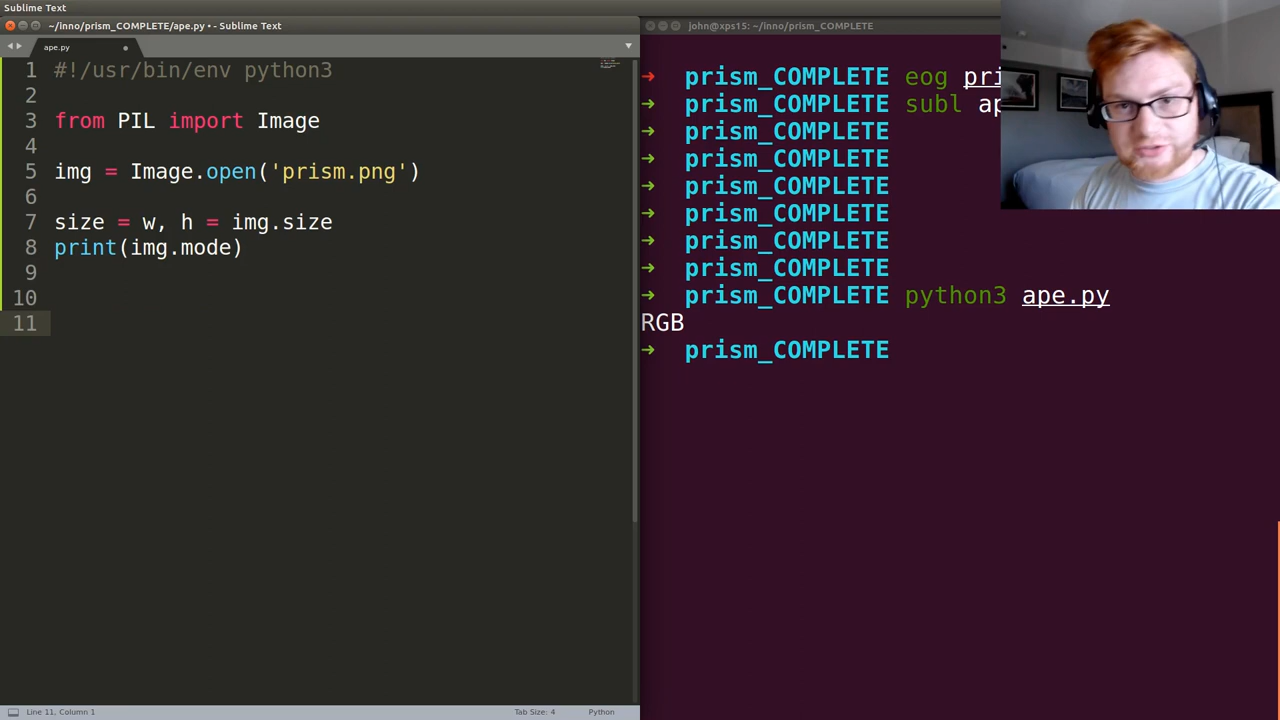 Sublime Text
~/inno/prism_COMPLETE/ape.py • - Sublime Text
ape.py
1 #!/usr/bin/env python3
2
3 from PIL import Image
4
5 img = Image.open('prism.png')
6
7 size = w, h = img.size
8 print(img.mode)
9
10
11
Line 11, Column 1
Tab Size: 4
Python
john@xps15: ~/inno/prism_COMPLETE
➜ prism_COMPLETE eog pri
➜ prism_COMPLETE subl ap
➜ prism_COMPLETE
➜ prism_COMPLETE
➜ prism_COMPLETE
➜ prism_COMPLETE
➜ prism_COMPLETE
➜ prism_COMPLETE
➜ prism_COMPLETE python3 ape.py
RGB
➜ prism_COMPLETE